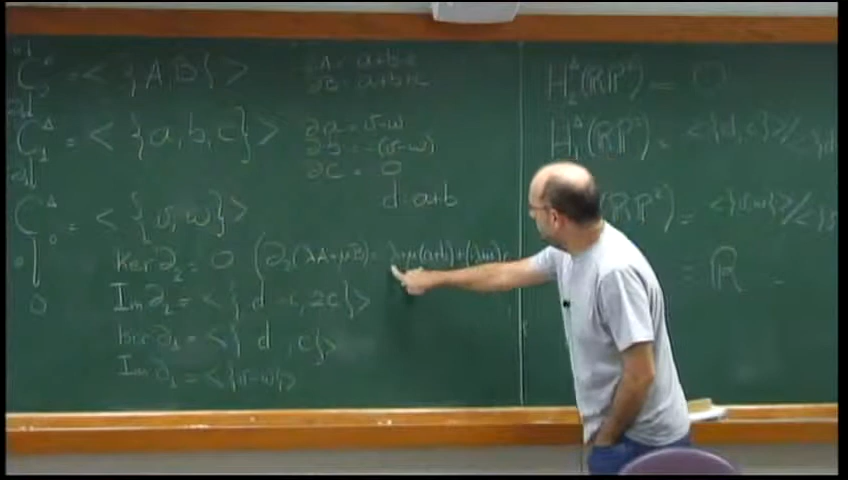 C₂^Δ = < {A,B} >
C₁^Δ = < {a,b,c} >
C₀^Δ = < {v,w} >
0
∂A = a+b-c
∂B = a+b+c
∂a = v-w
∂b = -(v-w)
∂c = 0
d = a+b
Ker ∂₂ = 0 (∂₂(λA+μB) = λ+μ(a+b)+
Im ∂₂ = < { d -c, 2c} >
Ker ∂₁ = < { d , c} >
Im ∂₁ = < {v-w} >
H₂^Δ(RP²) = 0
H₁^Δ(RP²) = < {d,c} > / < {d
(RP²) = < {v,w} > / < {v
= R